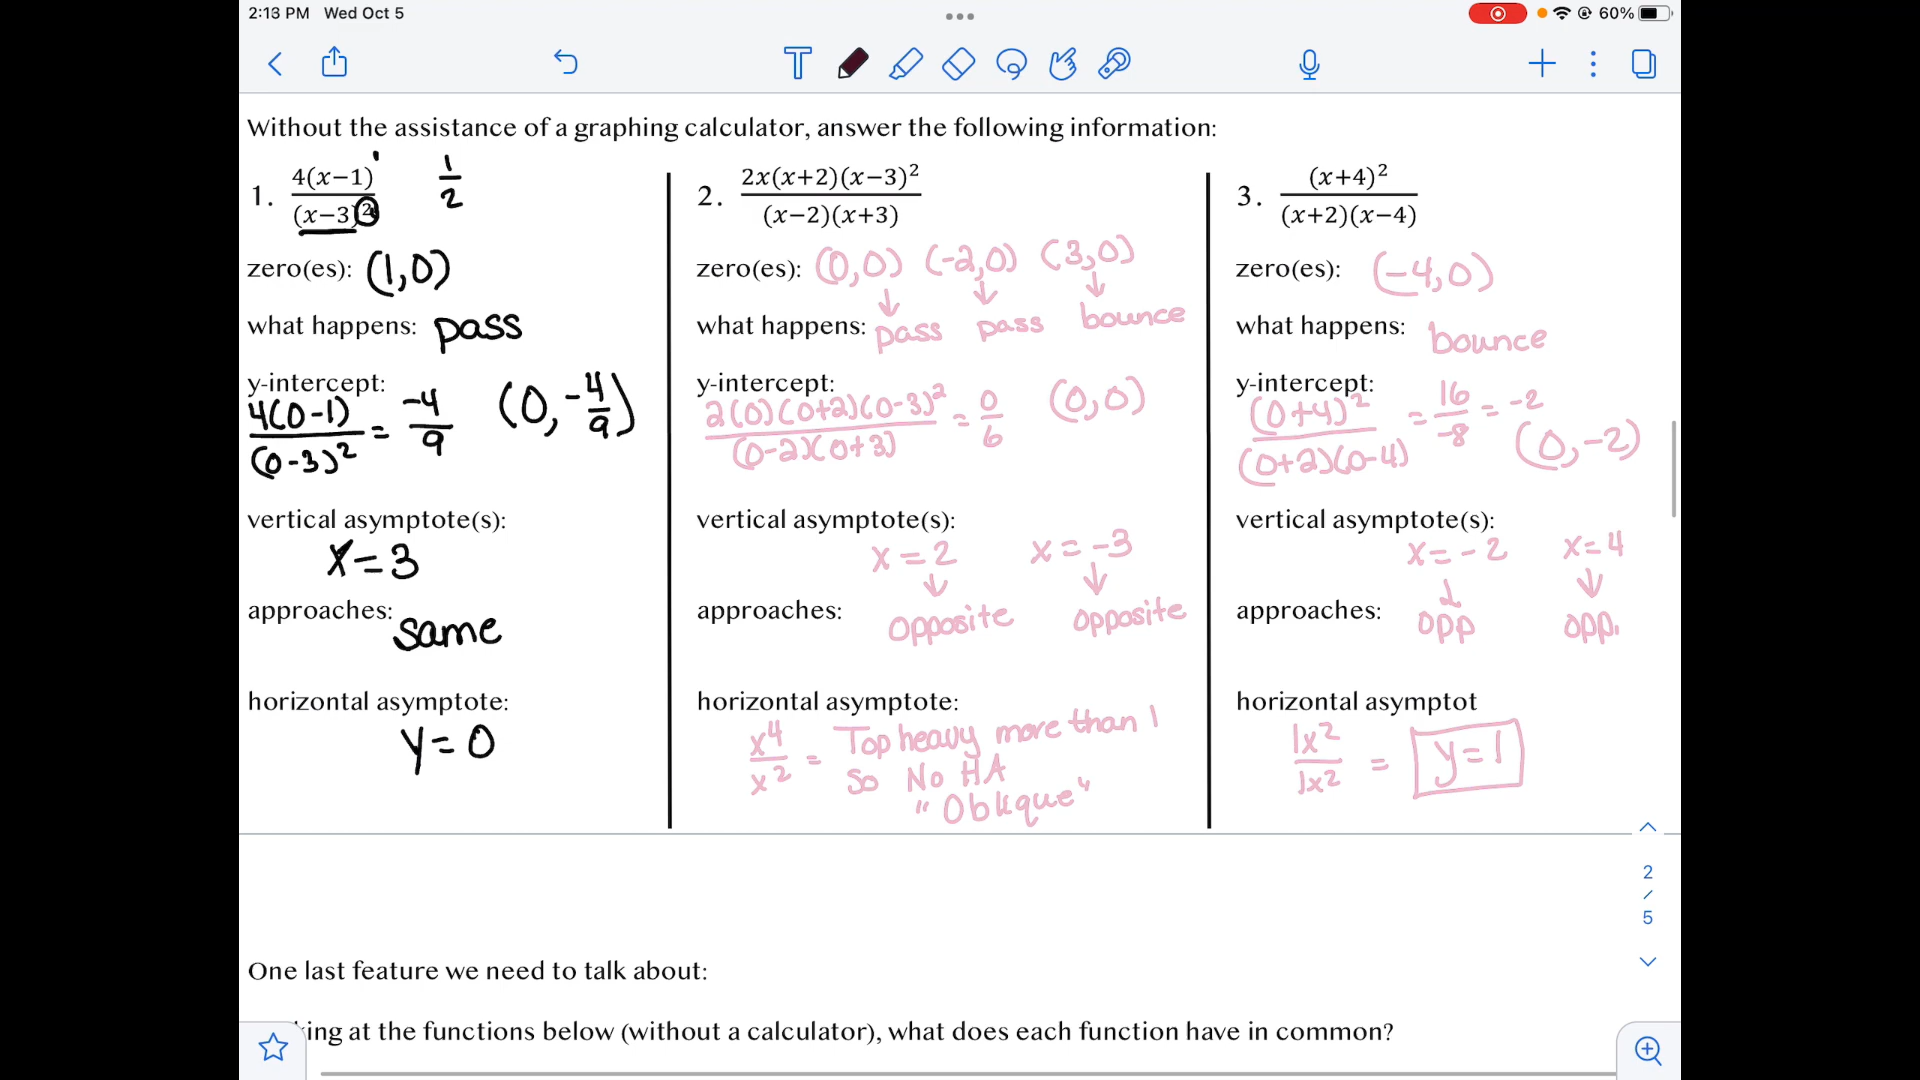 2:13 PM Wed Oct 5
60%
Without the assistance of a graphing calculator, answer the following information:
1. 4(x−1)¹ / (x−3)²
1/2
zero(es): (1,0)
what happens: pass
y-intercept:
4(0-1) / (0-3)² = -4/9 (0, -4/9)
vertical asymptote(s):
x=3
approaches: same
horizontal asymptote:
y=0
2. 2x(x+2)(x−3)² / (x−2)(x+3)
zero(es): (0,0) (-2,0) (3,0)
what happens: pass pass bounce
y-intercept:
2(0)(0+2)(0-3)² / (0-2)(0+3) = 0/6 (0,0)
vertical asymptote(s):
x=2 x=-3
approaches: opposite opposite
horizontal asymptote:
x⁴/x² = Top heavy more than 1
So No HA
"Oblique"
3. (x+4)² / (x+2)(x−4)
zero(es): (-4,0)
what happens: bounce
y-intercept:
(0+4)² / (0+2)(0-4) = 16/-8 = -2
(0,-2)
vertical asymptote(s):
x=-2 x=4
approaches: opp opp.
horizontal asymptot
1x²/1x² = y=1
2
/
5
One last feature we need to talk about:
king at the functions below (without a calculator), what does each function have in common?